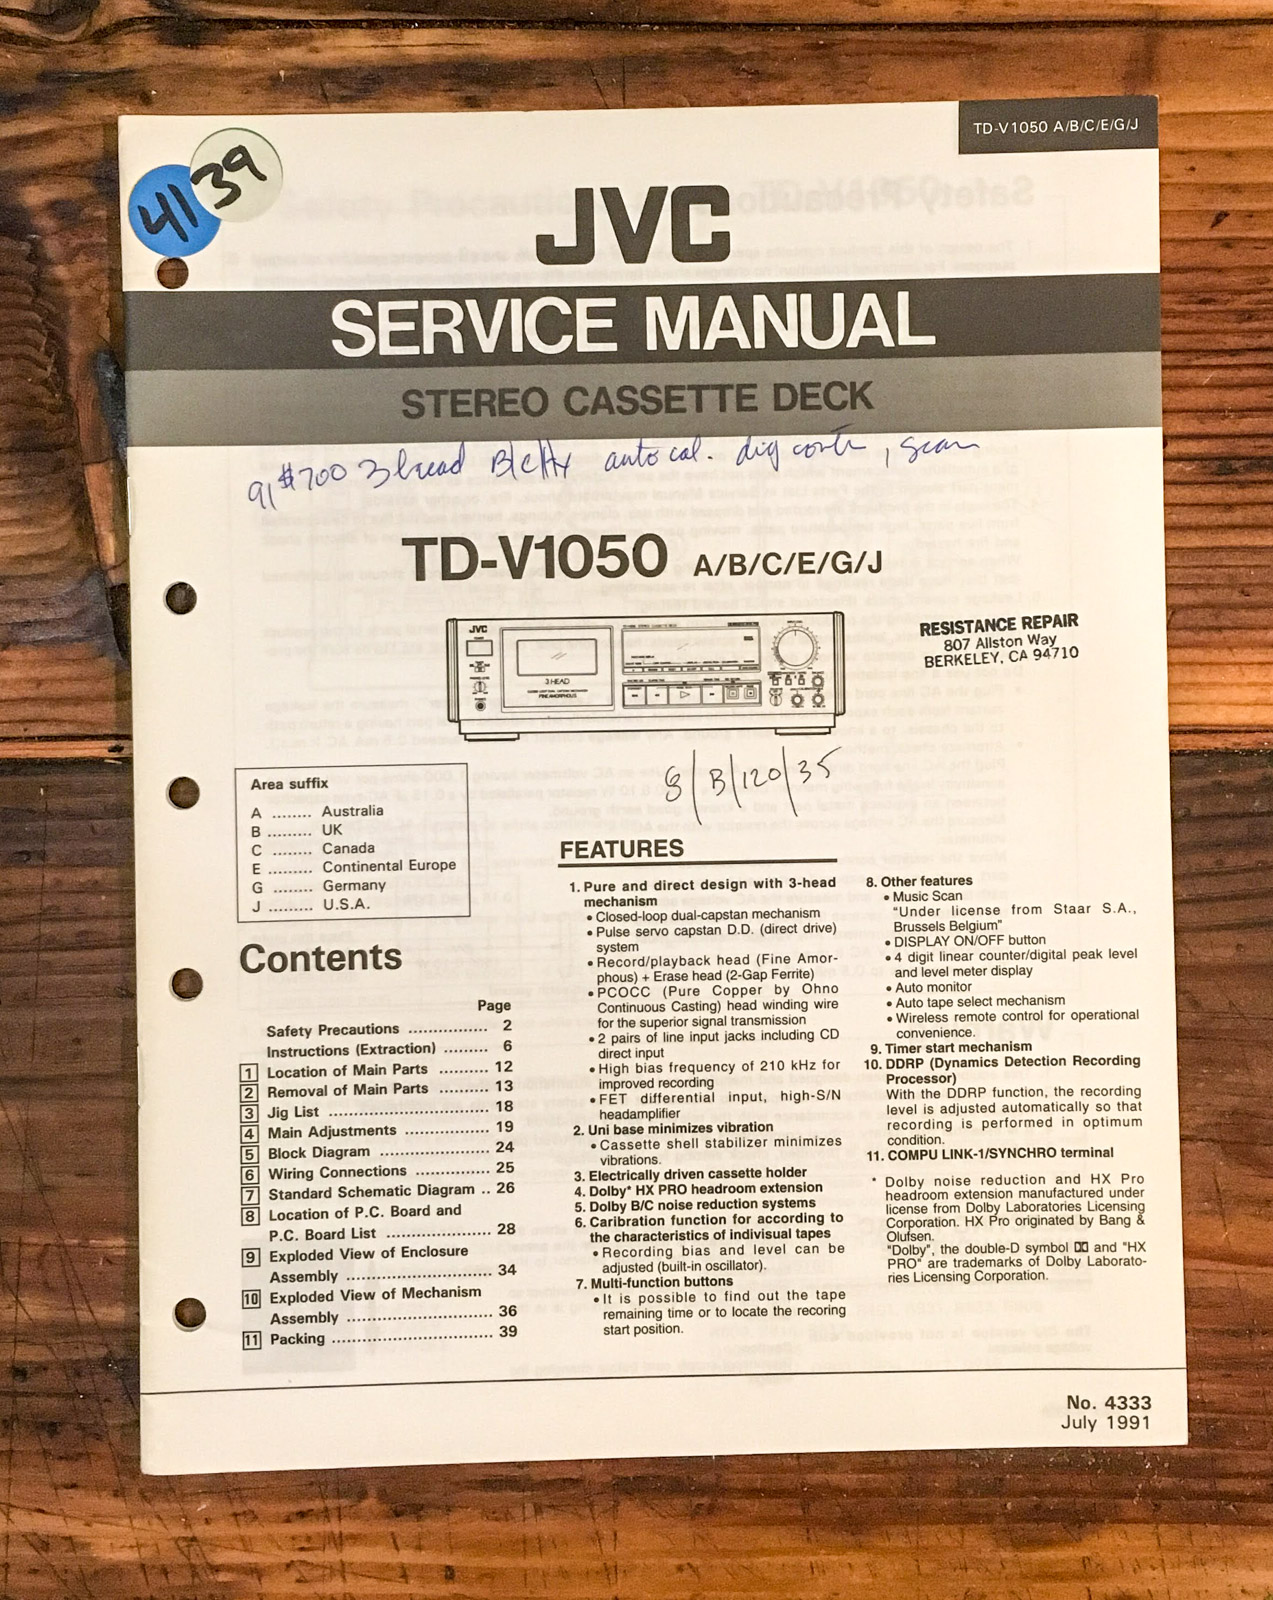 TD-V1050 A/B/C/E/G/J
41
39
JVC
SERVICE MANUAL
STEREO CASSETTE DECK
91 $700 3 head B/C/Hx auto cal. dig contr, scan
TD-V1050 A/B/C/E/G/J
JVC
3 HEAD
RESISTANCE REPAIR
807 Allston Way
BERKELEY, CA 94710
8/B/120/35
Area suffix
A ......... Australia
B ......... UK
C ......... Canada
E ......... Continental Europe
G ......... Germany
J ......... U.S.A.
Contents
Page
Safety Precautions ................ 2
Instructions (Extraction) ......... 6
1 Location of Main Parts .......... 12
2 Removal of Main Parts .......... 13
3 Jig List ................................ 18
4 Main Adjustments ................. 19
5 Block Diagram ..................... 24
6 Wiring Connections ............... 25
7 Standard Schematic Diagram .. 26
8 Location of P.C. Board and
P.C. Board List ..................... 28
9 Exploded View of Enclosure
Assembly ............................. 34
10 Exploded View of Mechanism
Assembly ............................. 36
11 Packing ................................ 39
FEATURES
1. Pure and direct design with 3-head
mechanism
• Closed-loop dual-capstan mechanism
• Pulse servo capstan D.D. (direct drive)
system
• Record/playback head (Fine Amor-
phous) + Erase head (2-Gap Ferrite)
• PCOCC (Pure Copper by Ohno
Continuous Casting) head winding wire
for the superior signal transmission
• 2 pairs of line input jacks including CD
direct input
• High bias frequency of 210 kHz for
improved recording
• FET differential input, high-S/N
headamplifier
2. Uni base minimizes vibration
• Cassette shell stabilizer minimizes
vibrations.
3. Electrically driven cassette holder
4. Dolby* HX PRO headroom extension
5. Dolby B/C noise reduction systems
6. Caribration function for according to
the characteristics of indivisual tapes
• Recording bias and level can be
adjusted (built-in oscillator).
7. Multi-function buttons
• It is possible to find out the tape
remaining time or to locate the recoring
start position.
8. Other features
• Music Scan
"Under license from Staar S.A.,
Brussels Belgium"
• DISPLAY ON/OFF button
• 4 digit linear counter/digital peak level
and level meter display
• Auto monitor
• Auto tape select mechanism
• Wireless remote control for operational
convenience.
9. Timer start mechanism
10. DDRP (Dynamics Detection Recording
Processor)
With the DDRP function, the recording
level is adjusted automatically so that
recording is performed in optimum
condition.
11. COMPU LINK-1/SYNCHRO terminal
* Dolby noise reduction and HX Pro
headroom extension manufactured under
license from Dolby Laboratories Licensing
Corporation. HX Pro originated by Bang &
Olufsen.
"Dolby", the double-D symbol and "HX
PRO" are trademarks of Dolby Laborato-
ries Licensing Corporation.
No. 4333
July 1991